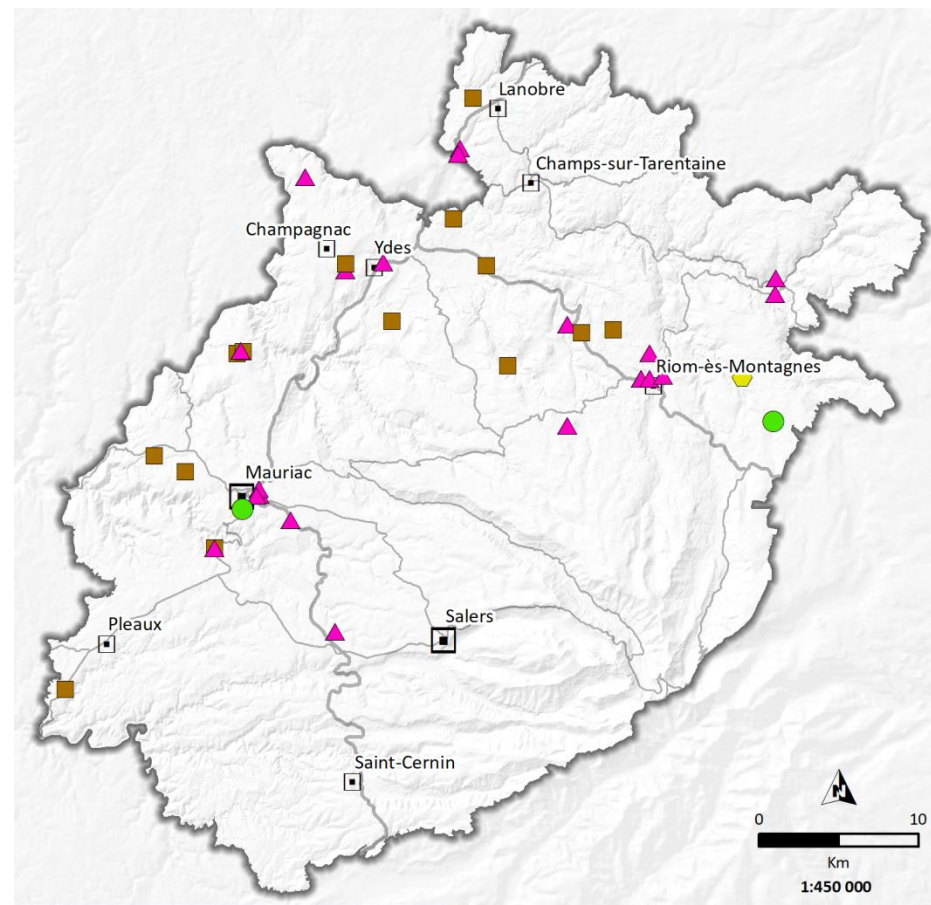 Lanobre
Champs-sur-Tarentaine
Champagnac
Ydes
Riom-ès-Montagnes
Mauriac
Pleaux
Salers
Saint-Cernin
N
0 10
Km
1:450 000